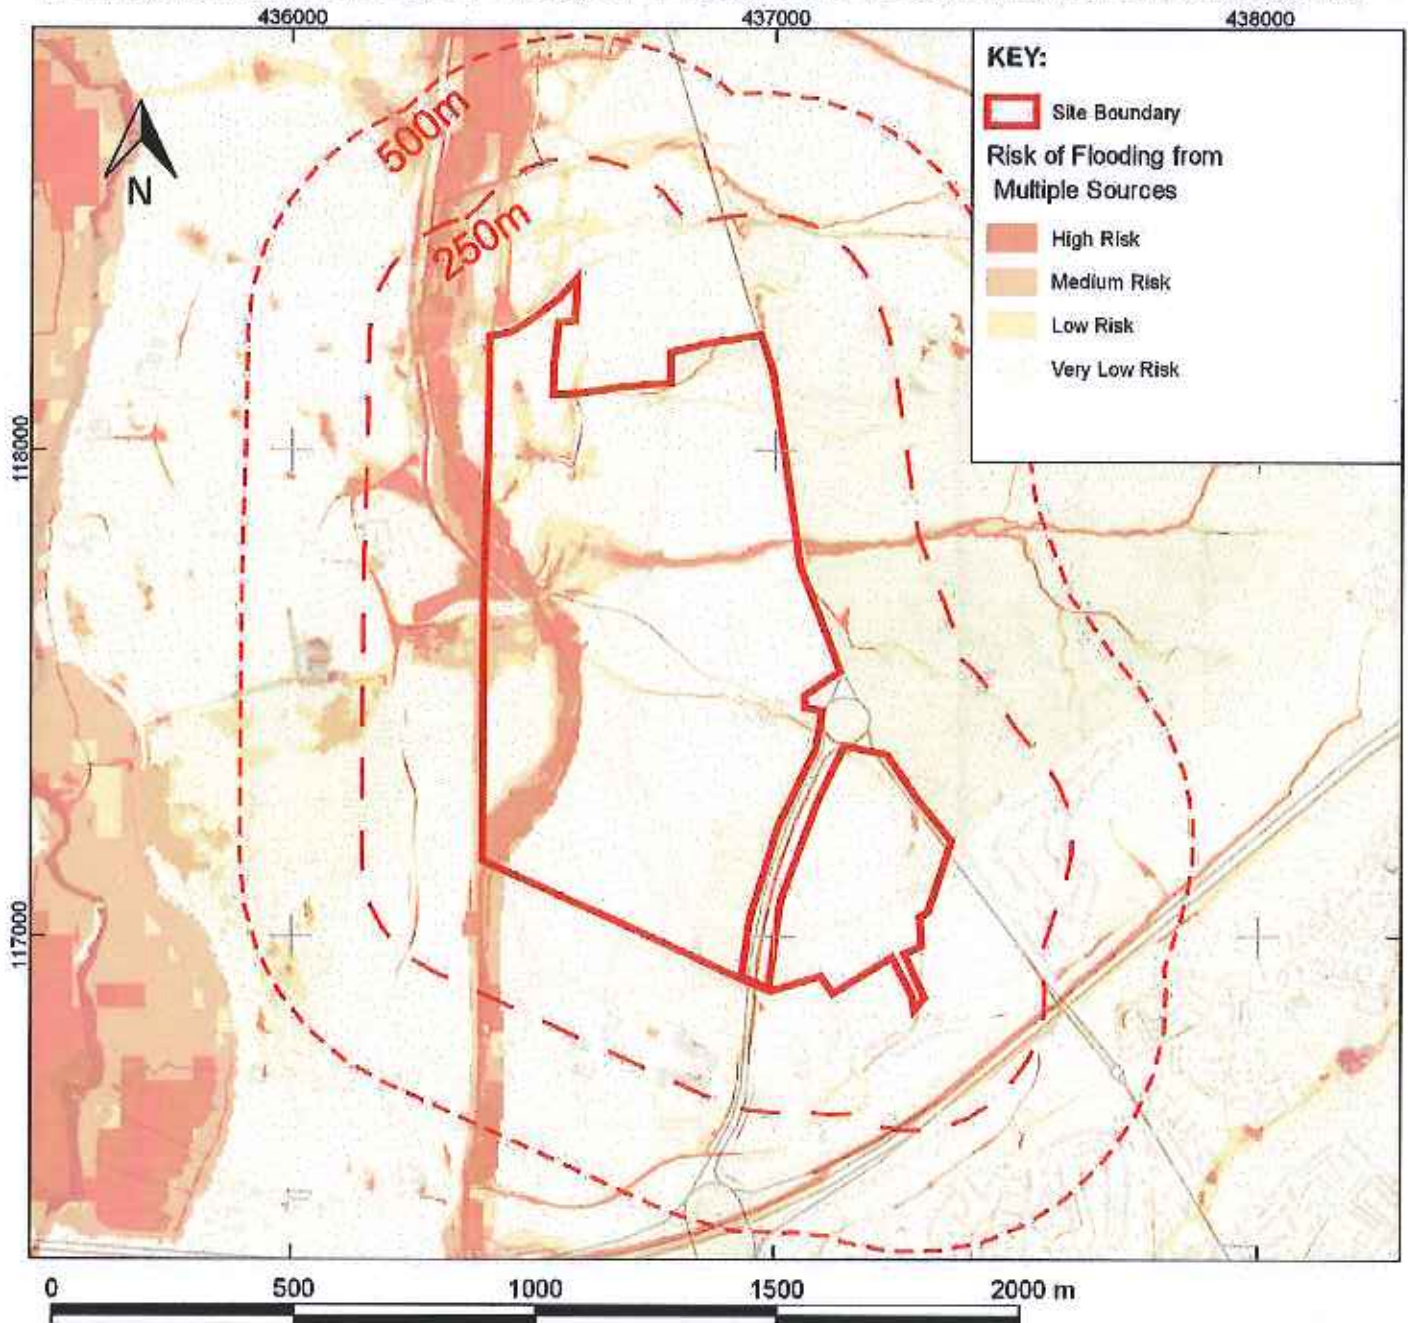 436000 437000 438000
KEY:
Site Boundary
Risk of Flooding from
Multiple Sources
High Risk
Medium Risk
Low Risk
Very Low Risk
500m
250m
N
118000
117000
0 500 1000 1500 2000 m